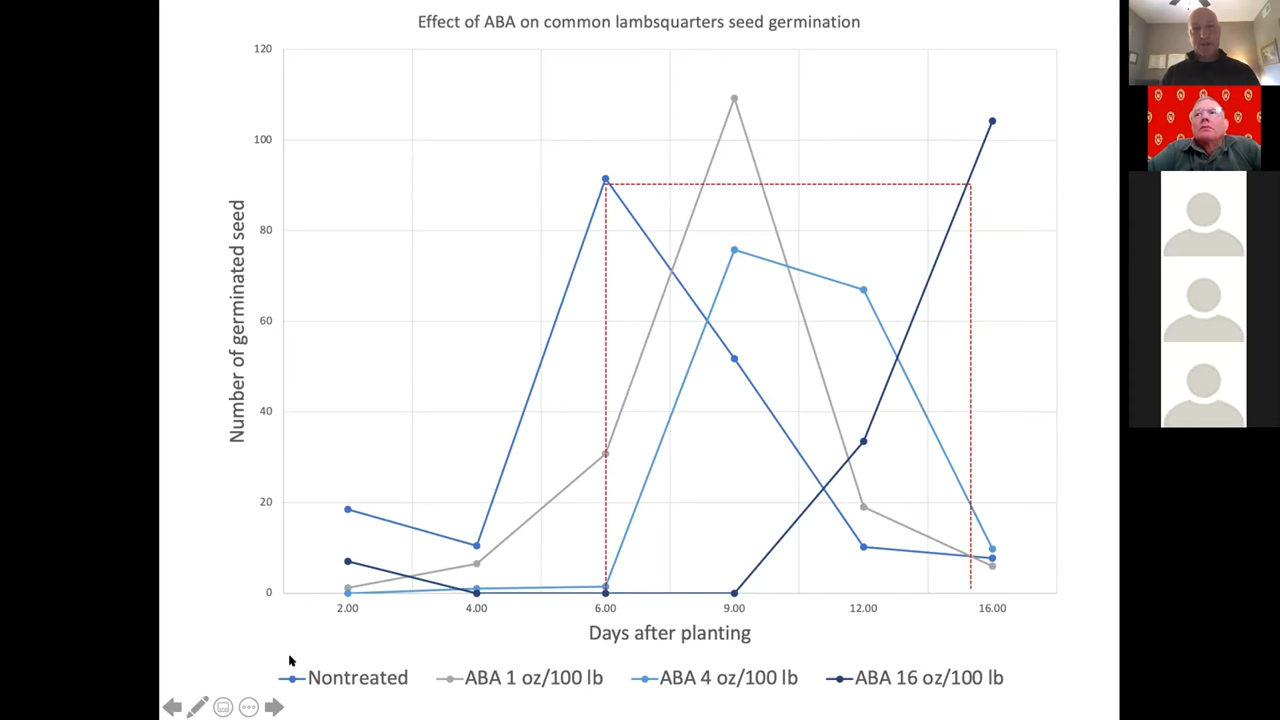 Effect of ABA on common lambsquarters seed germination
120
100
80
60
40
20
0
Number of germinated seed
2.00 4.00 6.00 9.00 12.00 16.00
Days after planting
Nontreated ABA 1 oz/100 lb ABA 4 oz/100 lb ABA 16 oz/100 lb